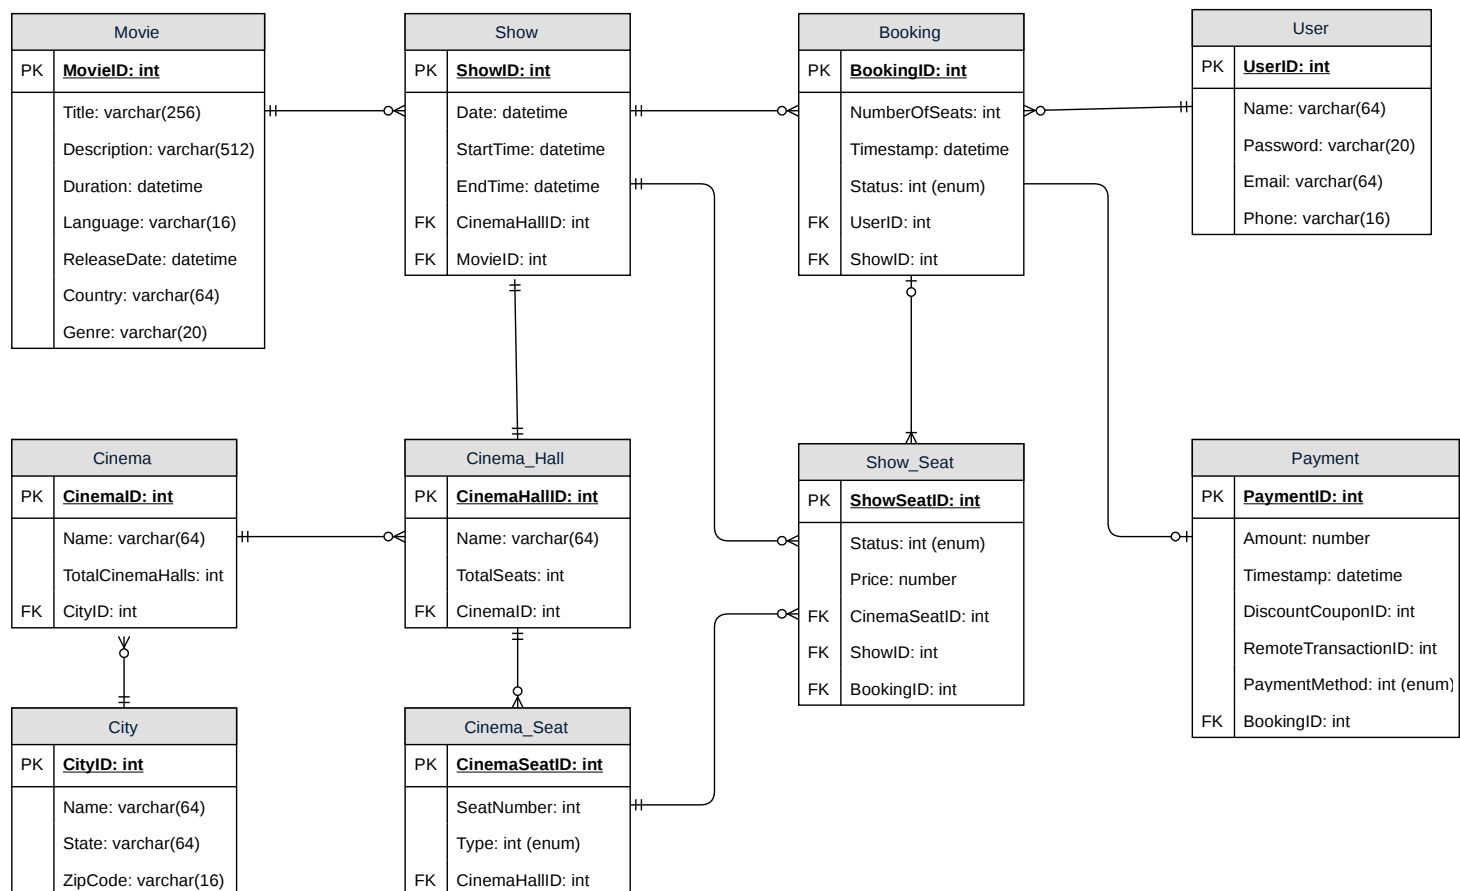 Movie
PK MovieID: int
Title: varchar(256)
Description: varchar(512)
Duration: datetime
Language: varchar(16)
ReleaseDate: datetime
Country: varchar(64)
Genre: varchar(20)
Show
PK ShowID: int
Date: datetime
StartTime: datetime
EndTime: datetime
FK CinemaHallID: int
FK MovieID: int
Booking
PK BookingID: int
NumberOfSeats: int
Timestamp: datetime
Status: int (enum)
FK UserID: int
FK ShowID: int
User
PK UserID: int
Name: varchar(64)
Password: varchar(20)
Email: varchar(64)
Phone: varchar(16)
Cinema
PK CinemaID: int
Name: varchar(64)
TotalCinemaHalls: int
FK CityID: int
Cinema_Hall
PK CinemaHallID: int
Name: varchar(64)
TotalSeats: int
FK CinemaID: int
Show_Seat
PK ShowSeatID: int
Status: int (enum)
Price: number
FK CinemaSeatID: int
FK ShowID: int
FK BookingID: int
Payment
PK PaymentID: int
Amount: number
Timestamp: datetime
DiscountCouponID: int
RemoteTransactionID: int
PaymentMethod: int (enum)
FK BookingID: int
City
PK CityID: int
Name: varchar(64)
State: varchar(64)
ZipCode: varchar(16)
Cinema_Seat
PK CinemaSeatID: int
SeatNumber: int
Type: int (enum)
FK CinemaHallID: int